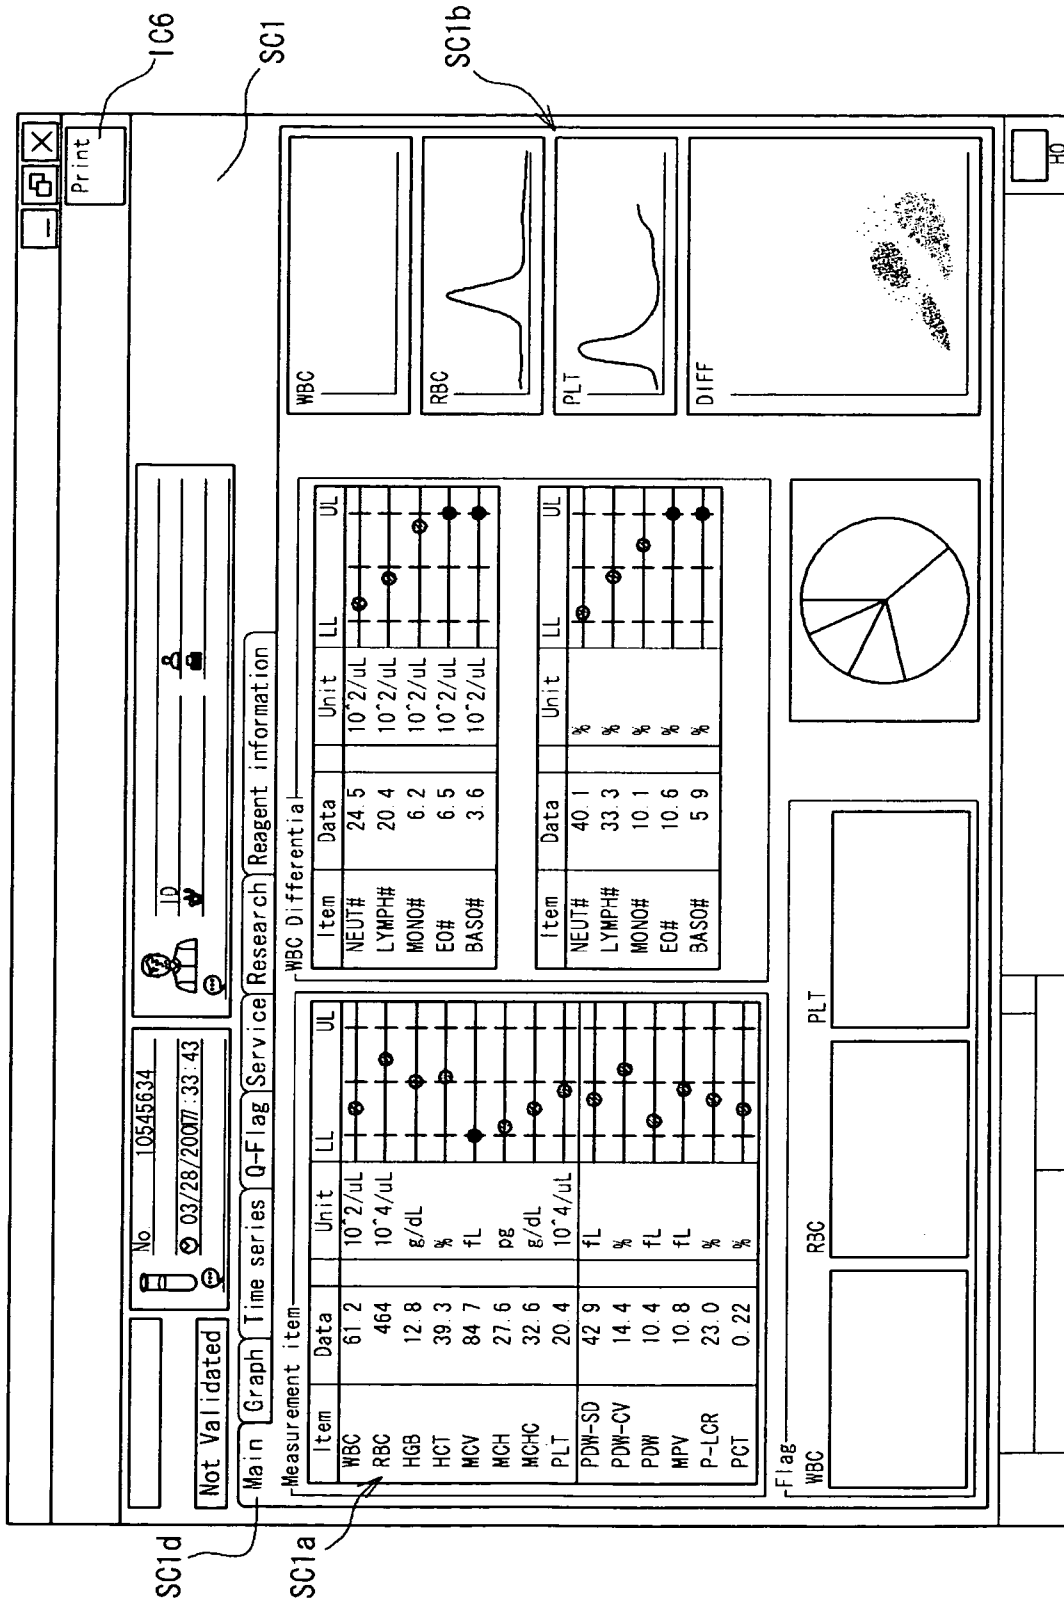 IC6
Print
SC1
SC1b
SC1d
SC1a
Not Validated
No. 10545634
03/28/2007 17:33:43
ID
Main Graph Time series Q-Flag Service Research Reagent information
Measurement item
Item Data Unit LL UL
WBC 61.2 10^2/uL
RBC 464 10^4/uL
HGB 12.8 g/dL
HCT 39.3 %
MCV 84.7 fL
MCH 27.6 pg
MCHC 32.6 g/dL
PLT 20.4 10^4/uL
PDW-SD 42.9 fL
PDW-CV 14.4 %
PDW 10.4 fL
MPV 10.8 fL
P-LCR 23.0 %
PCT 0.22 %
WBC Differential
Item Data Unit LL UL
NEUT# 24.5 10^2/uL
LYMPH# 20.4 10^2/uL
MONO# 6.2 10^2/uL
EO# 6.5 10^2/uL
BASO# 3.6 10^2/uL
Item Data Unit LL UL
NEUT# 40.1 %
LYMPH# 33.3 %
MONO# 10.1 %
EO# 10.6 %
BASO# 5.9 %
WBC
RBC
PLT
DIFF
Flag
WBC RBC PLT
HO